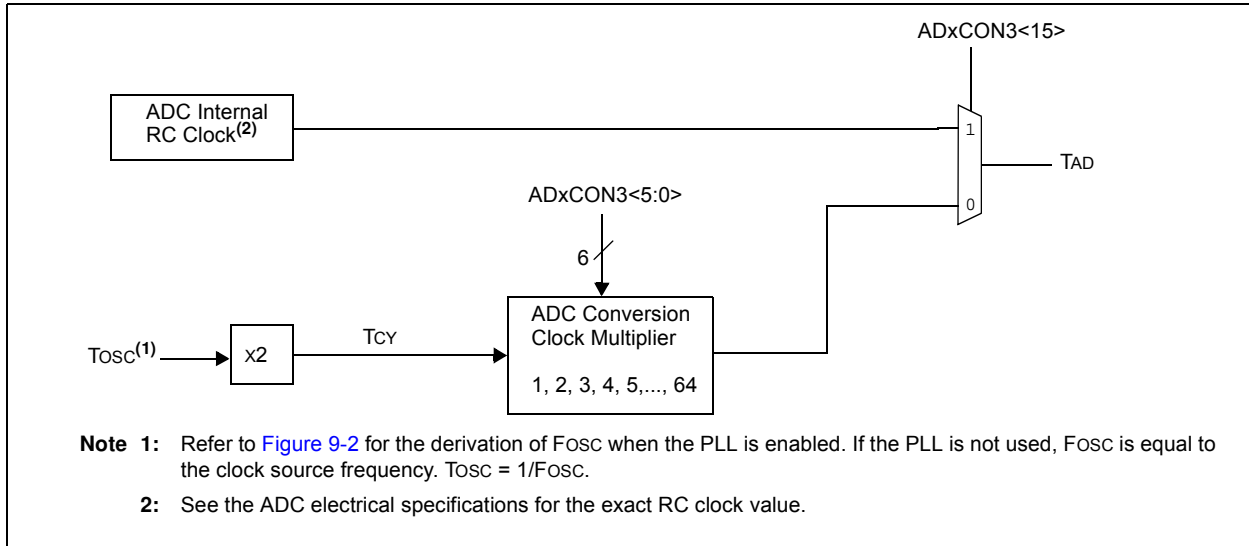 ADxCON3<15>
ADC Internal
RC Clock(2)
1
TAD
ADxCON3<5:0>
0
6
ADC Conversion
Clock Multiplier
TOSC(1)
x2
TCY
1, 2, 3, 4, 5,..., 64
Note 1: Refer to Figure 9-2 for the derivation of FOSC when the PLL is enabled. If the PLL is not used, FOSC is equal to
the clock source frequency. TOSC = 1/FOSC.
2: See the ADC electrical specifications for the exact RC clock value.